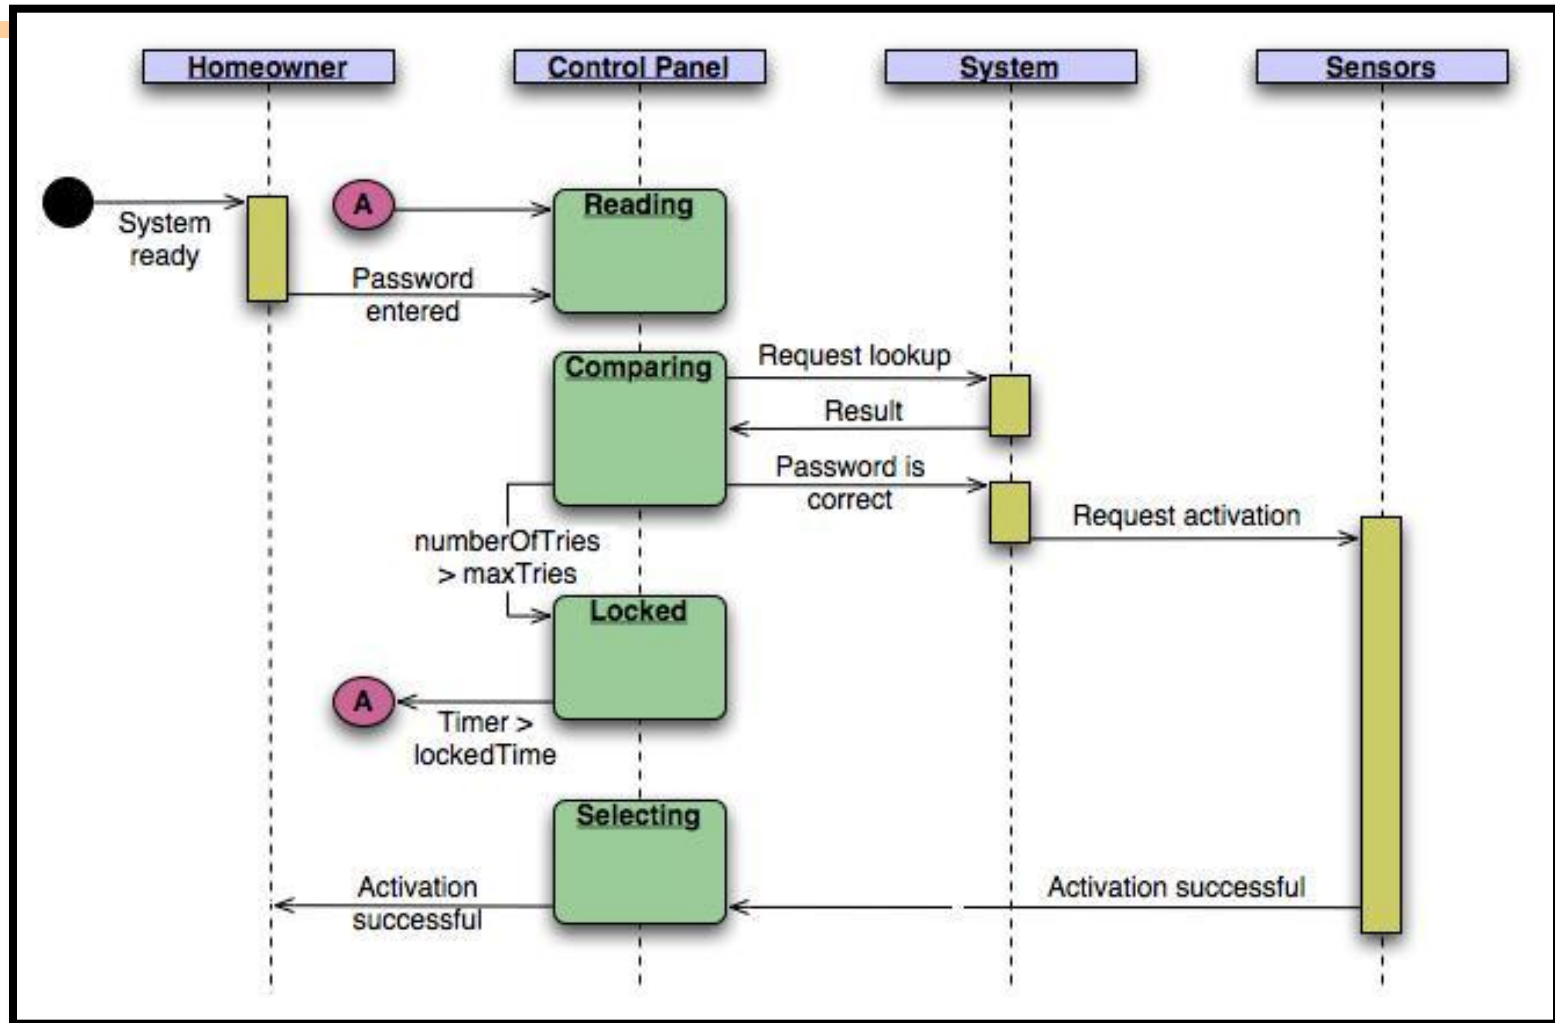 Homeowner
Control Panel
System
Sensors
A
Reading
System
ready
Password
entered
Comparing
Request lookup
Result
Password is
correct
Request activation
numberOfTries
> maxTries
Locked
A
Timer >
lockedTime
Selecting
Activation
successful
Activation successful